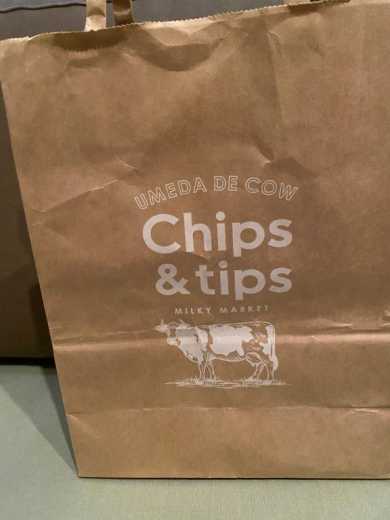 UMEDA DE COW
Chips
& tips
MILKY MARKET